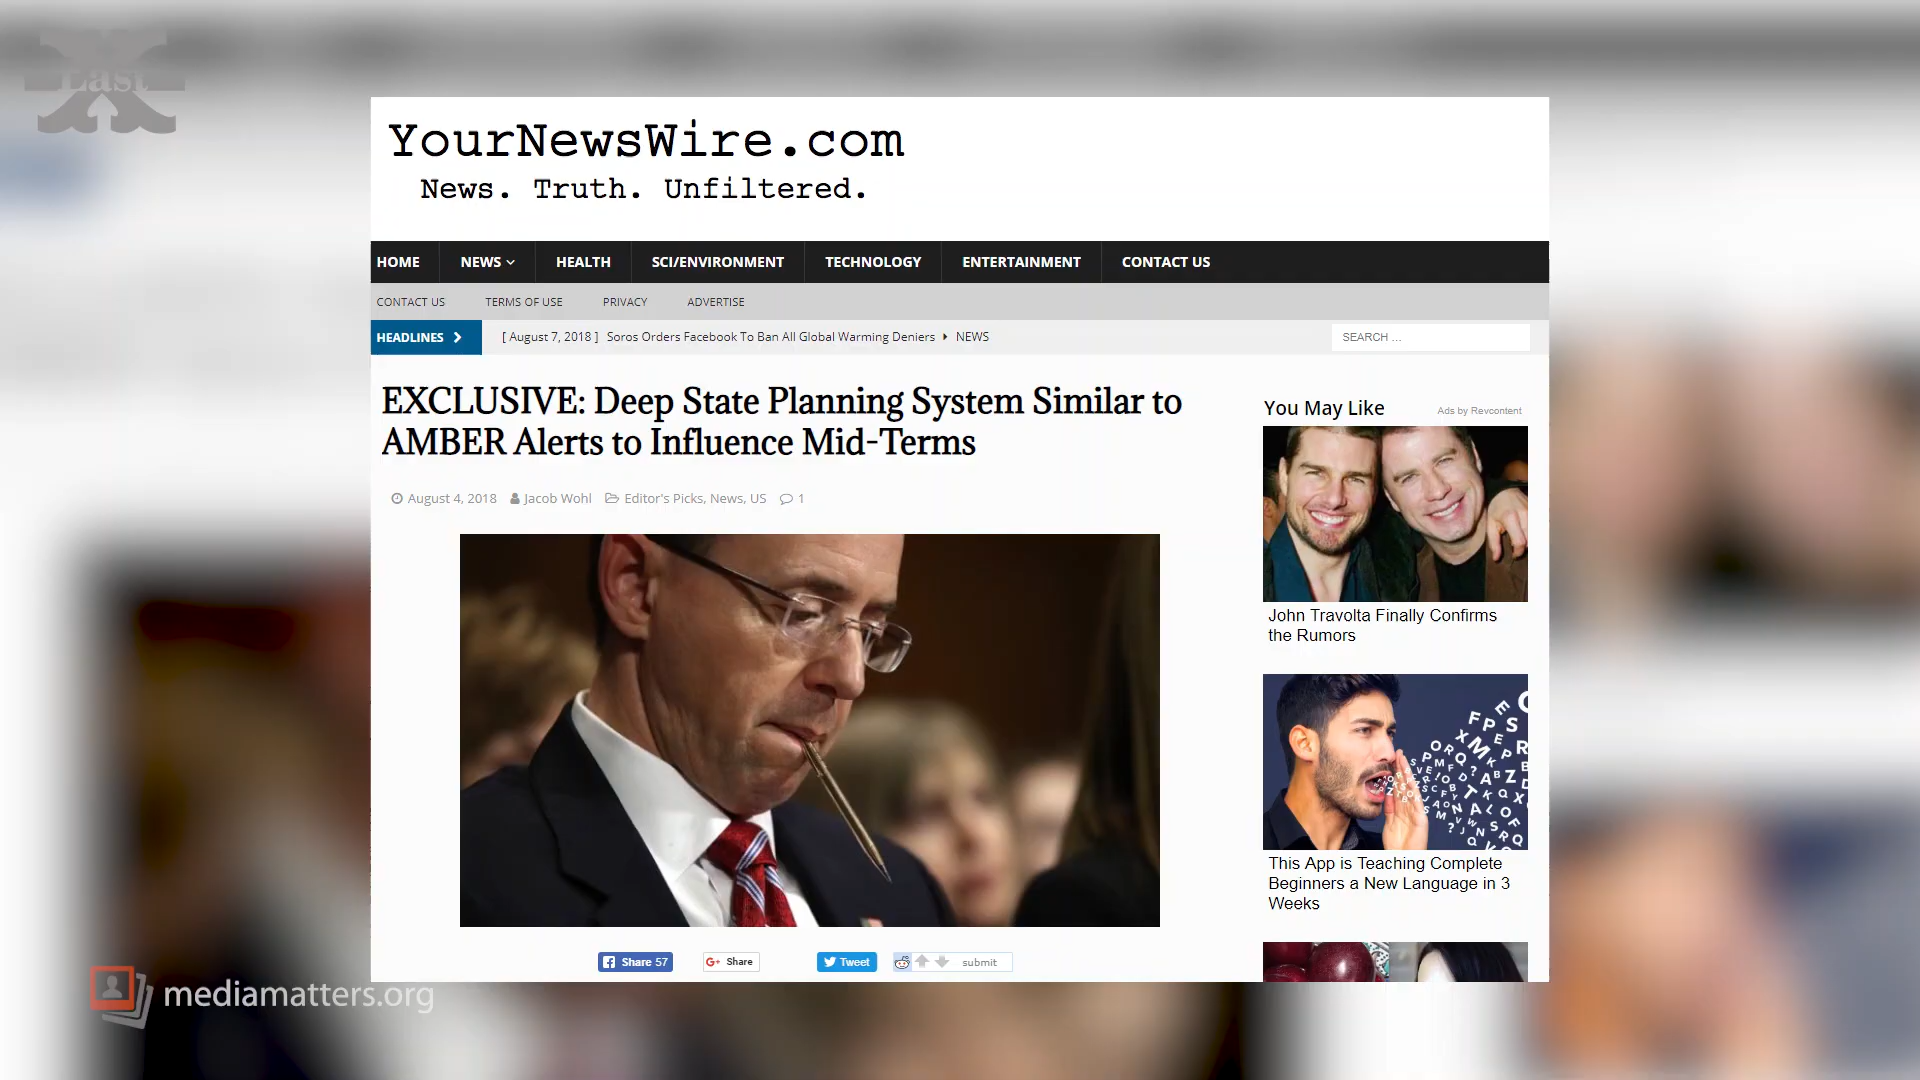 East
YourNewsWire.com
News. Truth. Unfiltered.
HOME NEWS HEALTH SCI/ENVIRONMENT TECHNOLOGY ENTERTAINMENT CONTACT US
CONTACT US TERMS OF USE PRIVACY ADVERTISE
HEADLINES [ August 7, 2018 ] Soros Orders Facebook To Ban All Global Warming Deniers NEWS SEARCH ...
EXCLUSIVE: Deep State Planning System Similar to
AMBER Alerts to Influence Mid-Terms
August 4, 2018 Jacob Wohl Editor's Picks, News, US 1
You May Like Ads by Revcontent
John Travolta Finally Confirms
the Rumors
This App is Teaching Complete
Beginners a New Language in 3
Weeks
Share 57 G+ Share Tweet submit
mediamatters.org